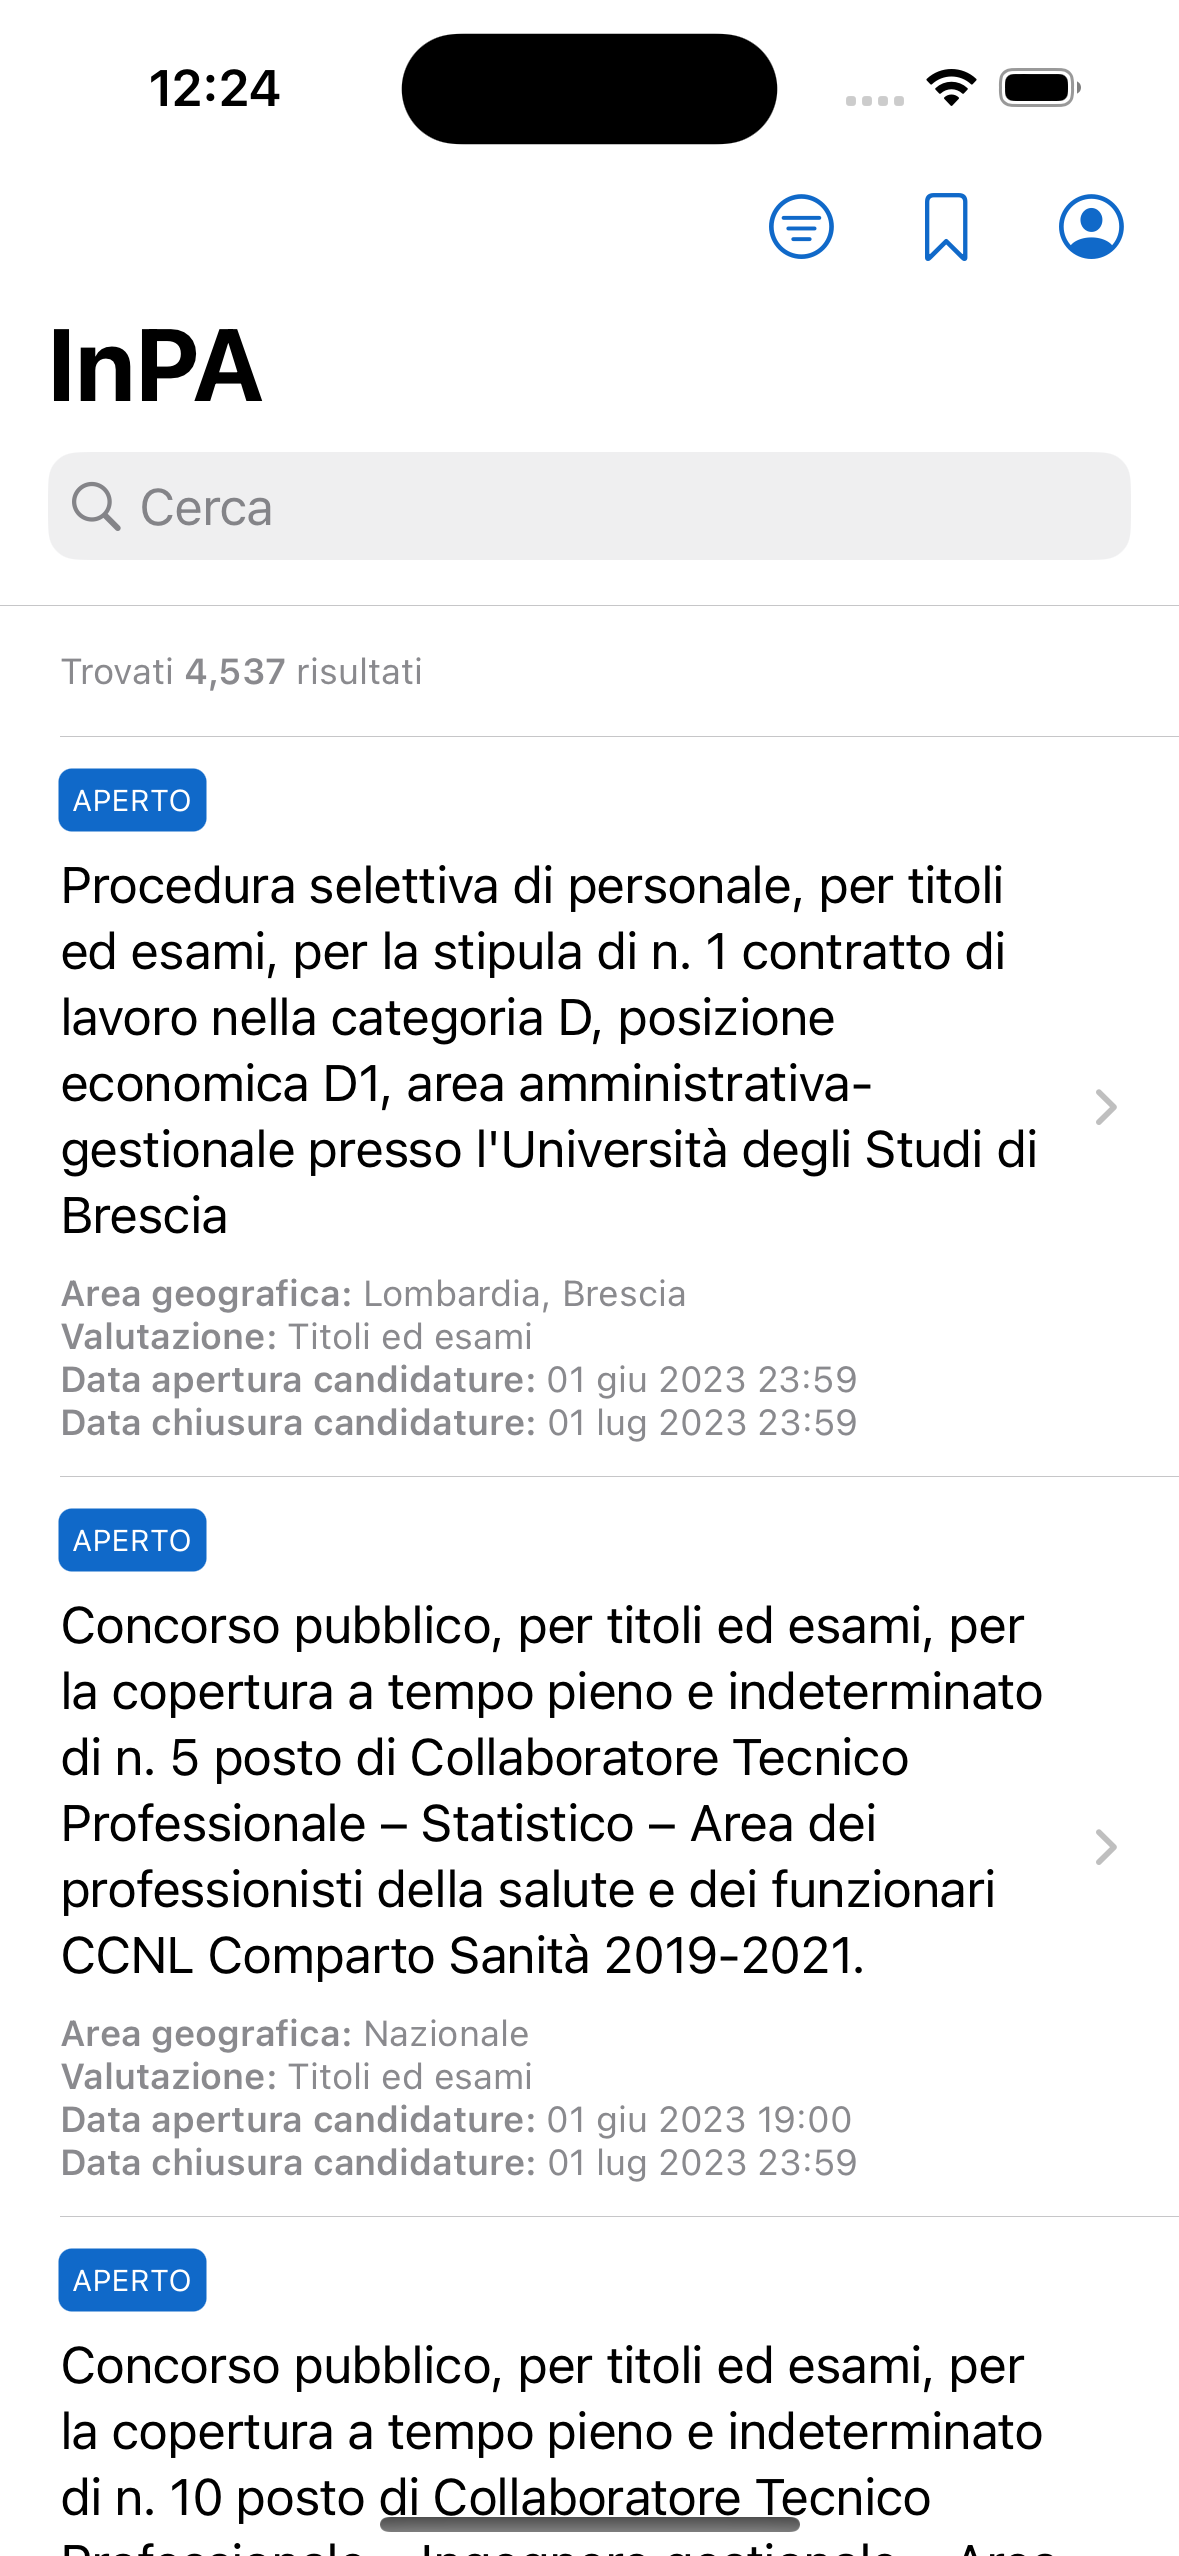 12:24
InPA
Cerca
Trovati 4,537 risultati
APERTO
Procedura selettiva di personale, per titoli
ed esami, per la stipula di n. 1 contratto di
lavoro nella categoria D, posizione
economica D1, area amministrativa-
gestionale presso l'Università degli Studi di
Brescia
Area geografica: Lombardia, Brescia
Valutazione: Titoli ed esami
Data apertura candidature: 01 giu 2023 23:59
Data chiusura candidature: 01 lug 2023 23:59
APERTO
Concorso pubblico, per titoli ed esami, per
la copertura a tempo pieno e indeterminato
di n. 5 posto di Collaboratore Tecnico
Professionale – Statistico – Area dei
professionisti della salute e dei funzionari
CCNL Comparto Sanità 2019-2021.
Area geografica: Nazionale
Valutazione: Titoli ed esami
Data apertura candidature: 01 giu 2023 19:00
Data chiusura candidature: 01 lug 2023 23:59
APERTO
Concorso pubblico, per titoli ed esami, per
la copertura a tempo pieno e indeterminato
di n. 10 posto di Collaboratore Tecnico
Professionale – Ingegnere gestionale – Area